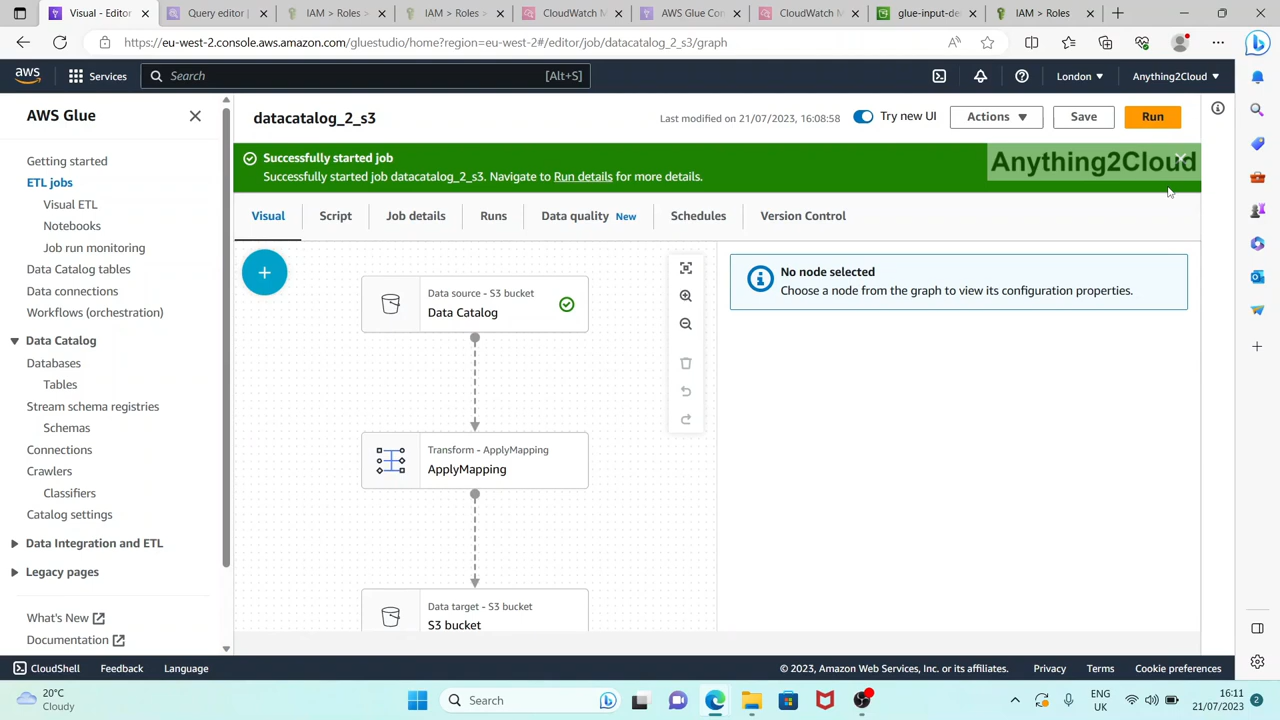 Visual - Editor
Query editor |
IAM > Roles >
IAM > Roles >
CloudWatch M
AWS Glue Con
CloudWatch M
glue-input-de
IAM > Roles
https://eu-west-2.console.aws.amazon.com/gluestudio/home?region=eu-west-2#/editor/job/datacatalog_2_s3/graph
aws
Services
Search
[Alt+S]
London
Anything2Cloud
AWS Glue
Getting started
ETL jobs
Visual ETL
Notebooks
Job run monitoring
Data Catalog tables
Data connections
Workflows (orchestration)
Data Catalog
Databases
Tables
Stream schema registries
Schemas
Connections
Crawlers
Classifiers
Catalog settings
Data Integration and ETL
Legacy pages
What's New
Documentation
datacatalog_2_s3
Last modified on 21/07/2023, 16:08:58
Try new UI
Actions
Save
Run
Successfully started job
Successfully started job datacatalog_2_s3. Navigate to Run details for more details.
Anything2Cloud
Visual
Script
Job details
Runs
Data quality New
Schedules
Version Control
Data source - S3 bucket
Data Catalog
Transform - ApplyMapping
ApplyMapping
Data target - S3 bucket
S3 bucket
No node selected
Choose a node from the graph to view its configuration properties.
CloudShell
Feedback
Language
© 2023, Amazon Web Services, Inc. or its affiliates.
Privacy
Terms
Cookie preferences
20°C
Cloudy
Search
ENG
UK
16:11
21/07/2023
2